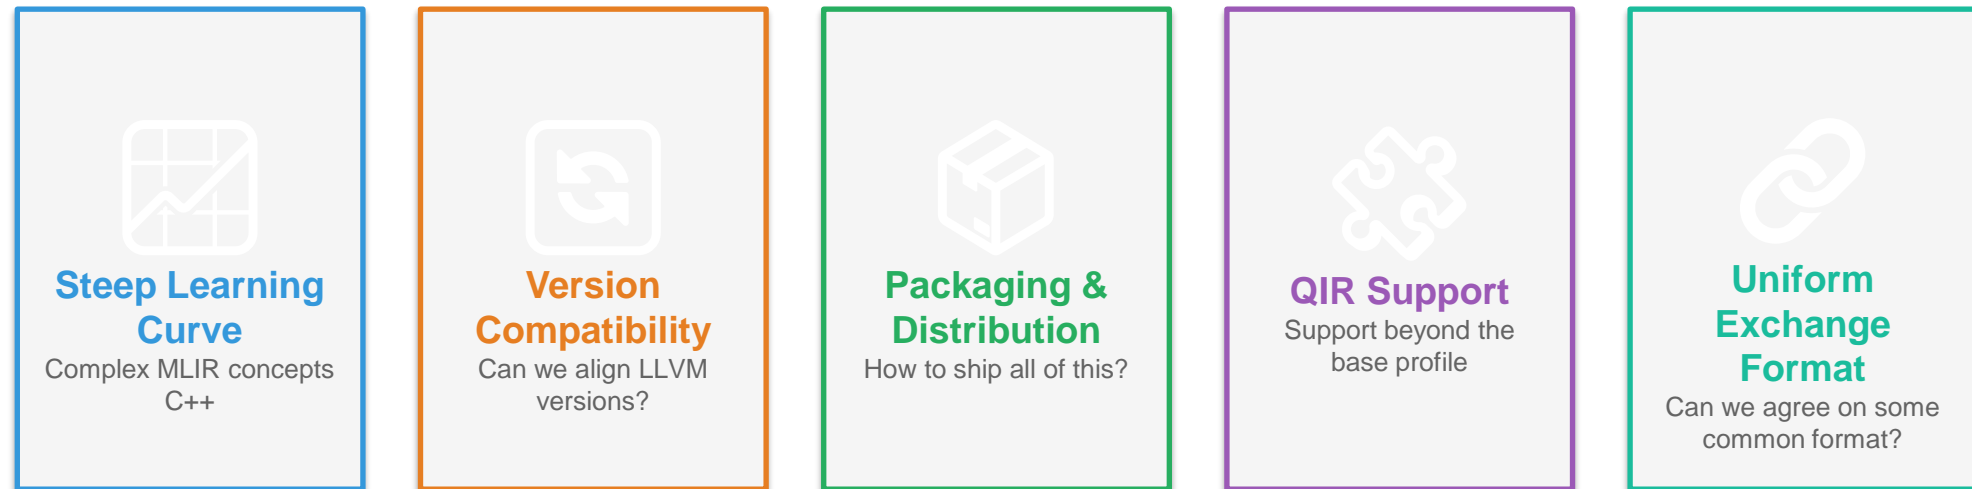 Steep Learning
Curve
Complex MLIR concepts
C++
Version
Compatibility
Can we align LLVM
versions?
Packaging &
Distribution
How to ship all of this?
QIR Support
Support beyond the
base profile
Uniform
Exchange
Format
Can we agree on some
common format?